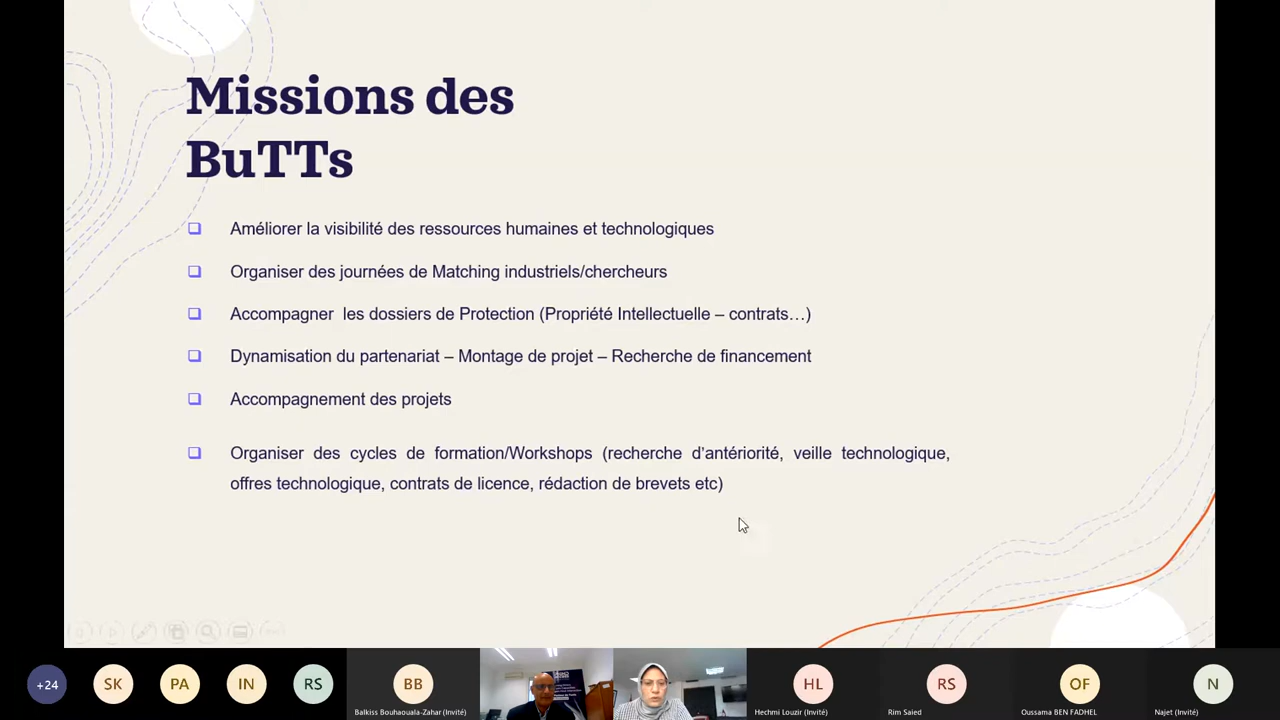 Missions des
BuTTs
Améliorer la visibilité des ressources humaines et technologiques
Organiser des journées de Matching industriels/chercheurs
Accompagner les dossiers de Protection (Propriété Intellectuelle – contrats…)
Dynamisation du partenariat – Montage de projet – Recherche de financement
Accompagnement des projets
Organiser des cycles de formation/Workshops (recherche d'antériorité, veille technologique,
offres technologique, contrats de licence, rédaction de brevets etc)
+24
SK
PA
IN
RS
BB
HL
RS
OF
N
Balkiss Bouhaouala-Zahar (Invité)
Hechmi Louzir (Invité)
Rim Saied
Oussama BEN FADHEL
Najet (Invité)